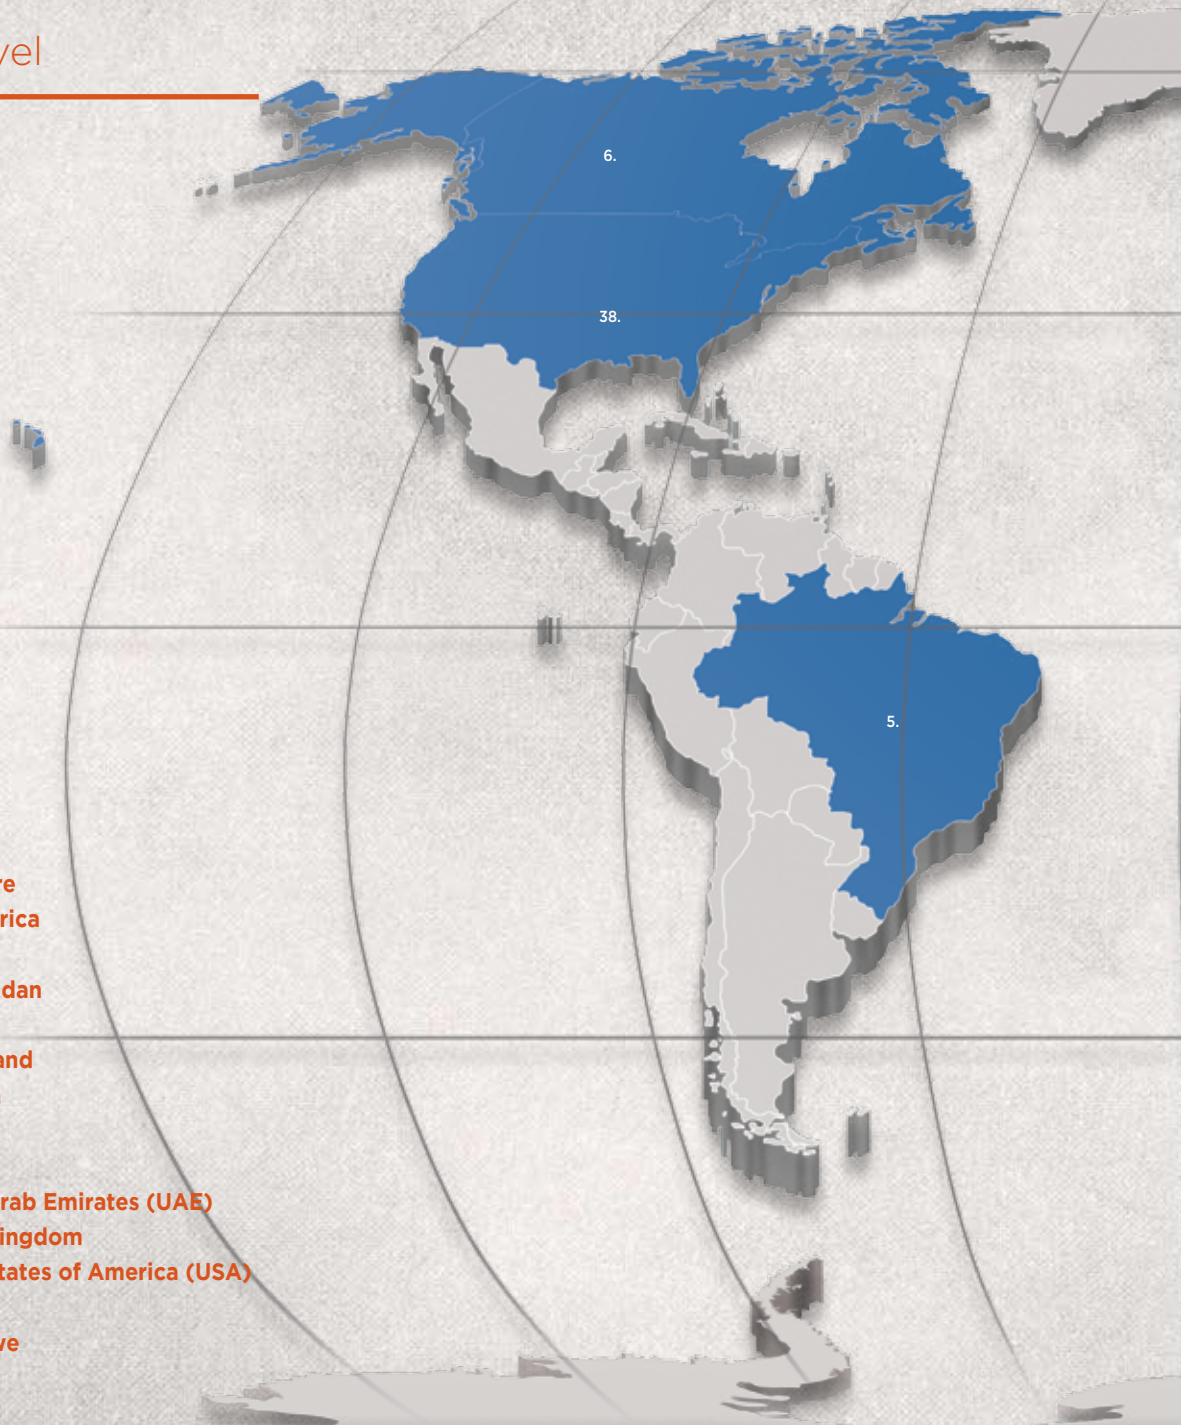 vel
6.
38.
5.
re
rica
dan
and
rab Emirates (UAE)
ingdom
tates of America (USA)
ve